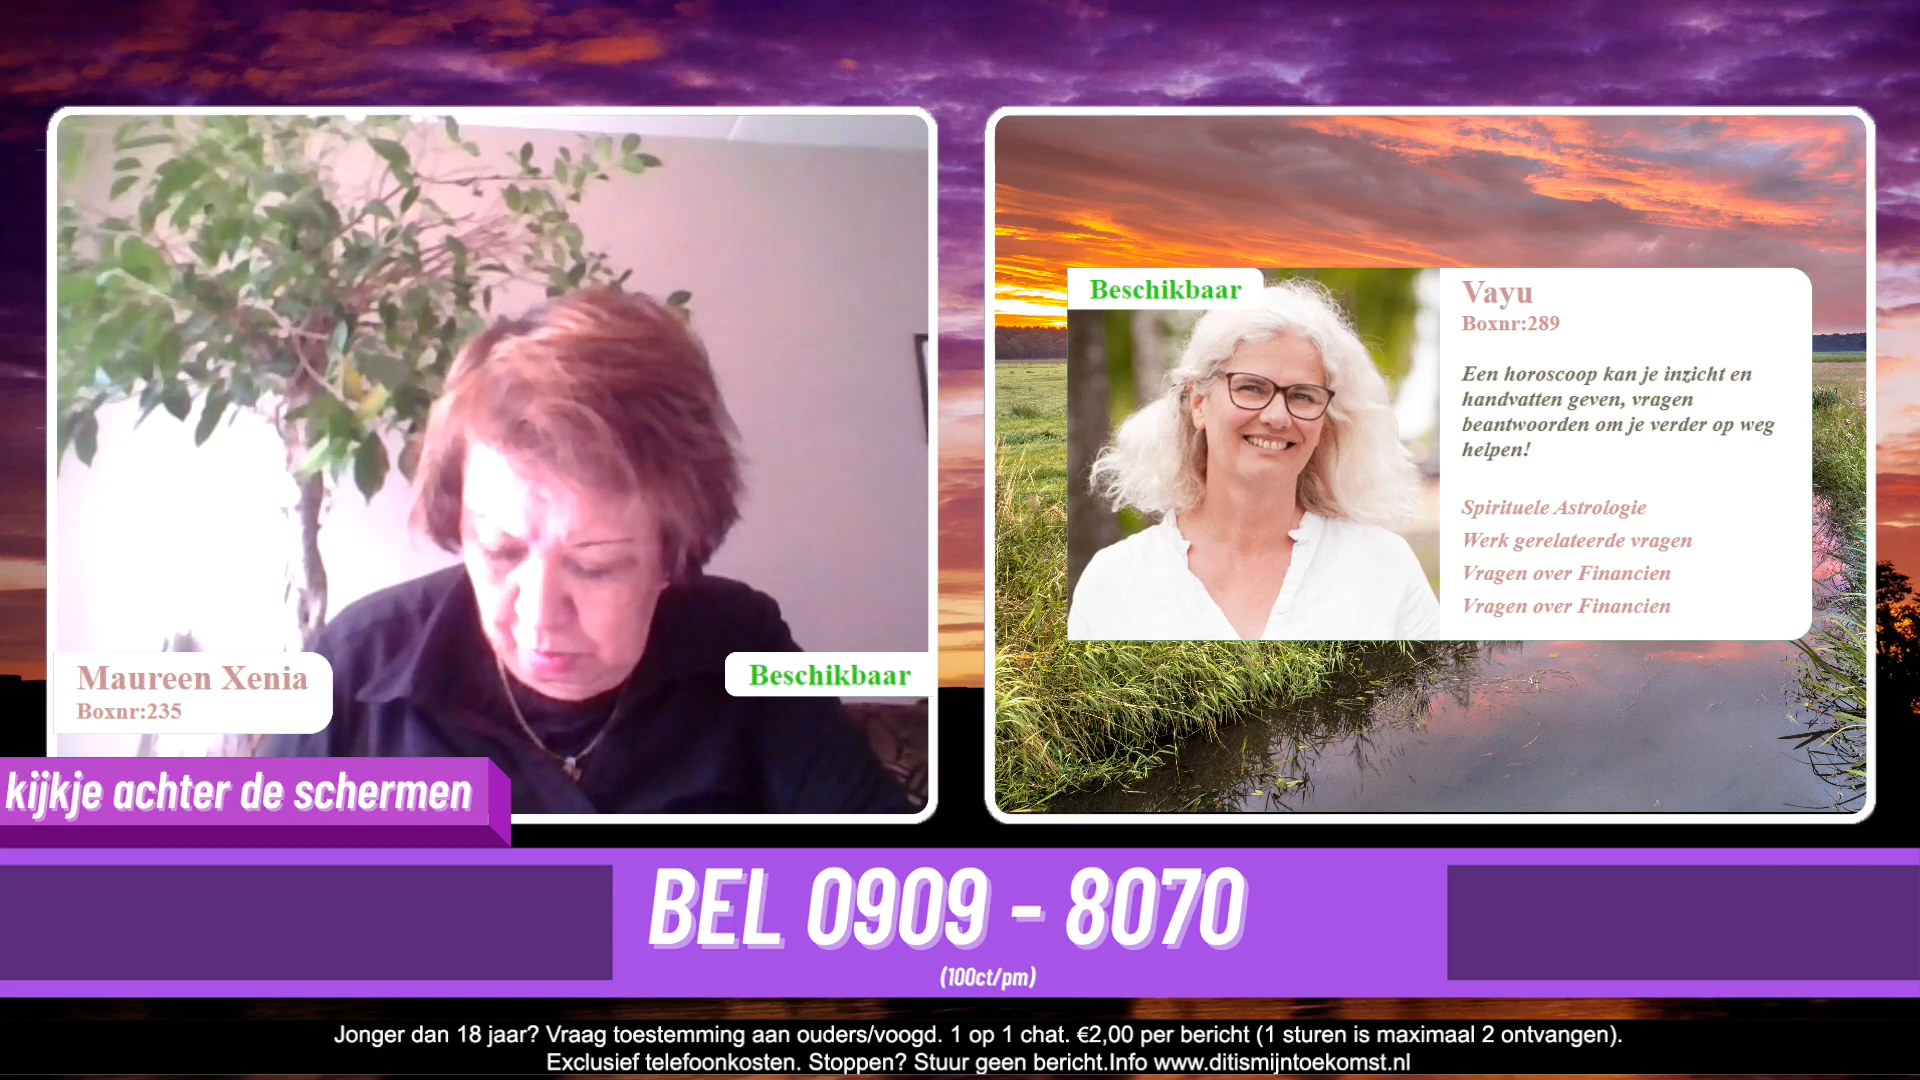 Maureen Xenia
Boxnr:235
Beschikbaar
Beschikbaar
Vayu
Boxnr:289
Een horoscoop kan je inzicht en
handvatten geven, vragen
beantwoorden om je verder op weg
helpen!
Spirituele Astrologie
Werk gerelateerde vragen
Vragen over Financien
Vragen over Financien
kijkje achter de schermen
BEL 0909 - 8070
(100ct/pm)
Jonger dan 18 jaar? Vraag toestemming aan ouders/voogd. 1 op 1 chat. €2,00 per bericht (1 sturen is maximaal 2 ontvangen).
Exclusief telefoonkosten. Stoppen? Stuur geen bericht.Info www.ditismijntoekomst.nl